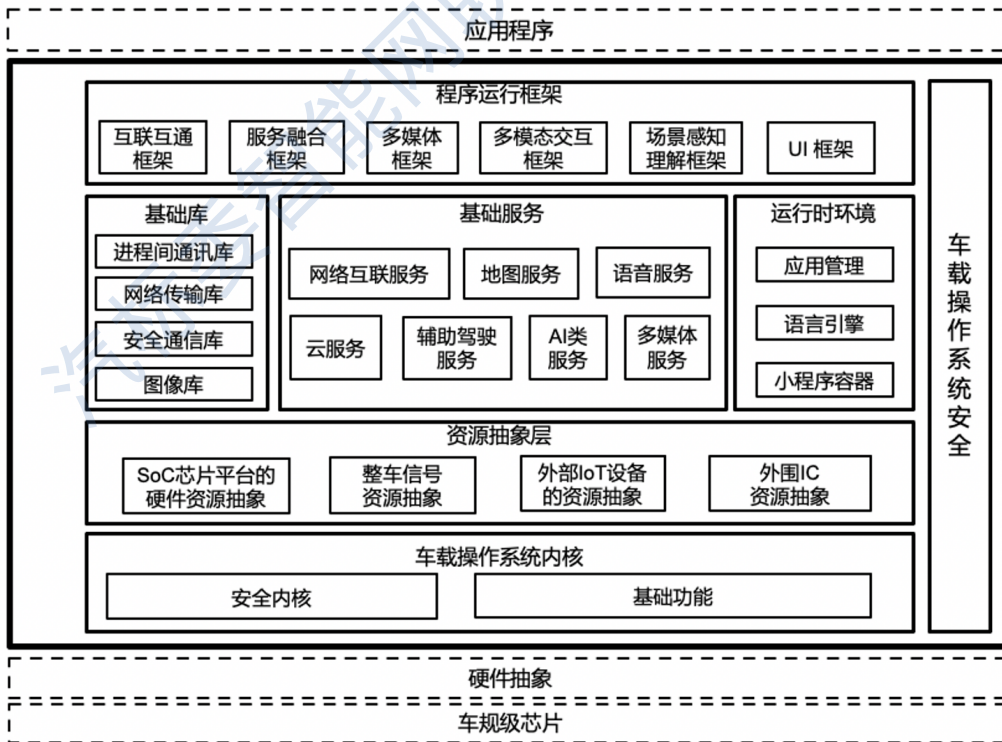 应用程序
程序运行框架
互联互通
框架
服务融合
框架
多媒体
框架
多模态交互
框架
场景感知
理解框架
UI 框架
基础库
进程间通讯库
网络传输库
安全通信库
图像库
基础服务
网络互联服务
地图服务
语音服务
云服务
辅助驾驶
服务
AI类
服务
多媒体
服务
运行时环境
应用管理
语言引擎
小程序容器
资源抽象层
SoC芯片平台的
硬件资源抽象
整车信号
资源抽象
外部IoT设备
的资源抽象
外围IC
资源抽象
车载操作系统内核
安全内核
基础功能
车载操作系统安全
硬件抽象
车规级芯片
汽标委智能网联